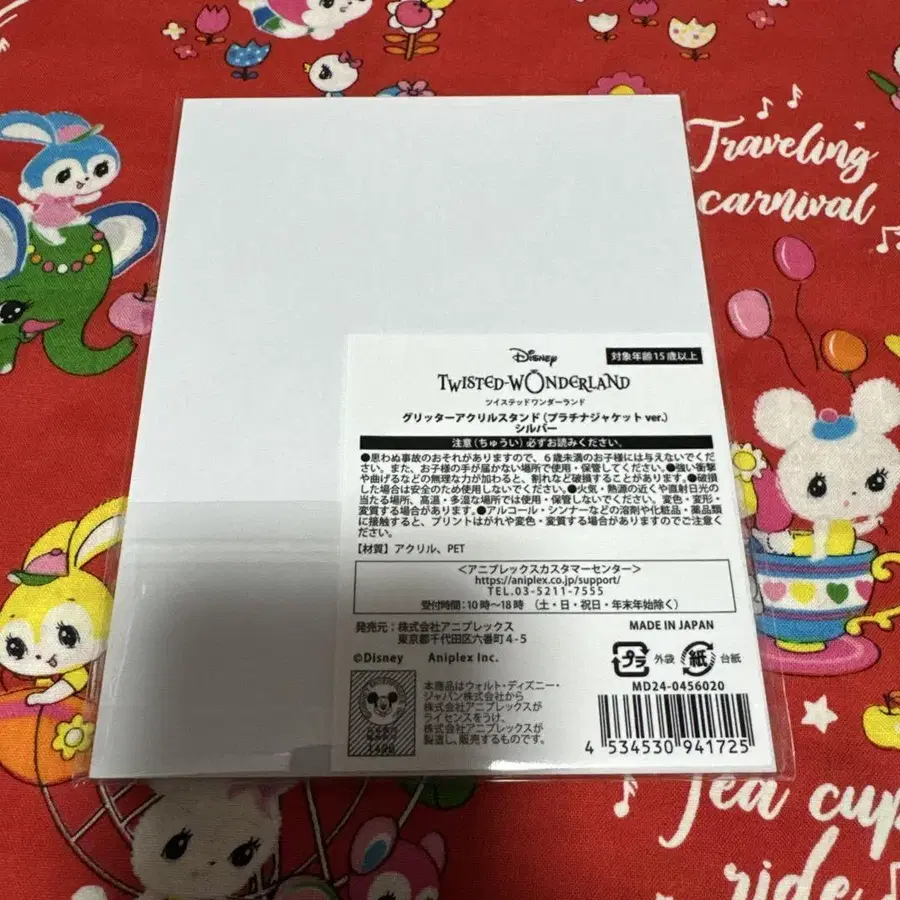 Traveling
carnival
Disney
対象年齢15歳以上
TWISTED-WONDERLAND
ツイステッドワンダーランド
グリッターアクリルスタンド(プラチナジャケット ver.)
シルバー
注意(ちゅうい)必ずお読みください。
●思わぬ事故のおそれがありますので、6歳未満のお子様には与えないでくだ
さい。また、お子様の手が届かない場所で使用・保管してください。●強い衝撃
や曲げるなどの無理な力が加わると、割れなど破損することがあります。●破損
した場合は安全のため使用しないでください。●火気・熱源の近くや直射日光の
当たる場所、高温・多湿な場所では使用・保管しないでください。変色・変形・
変質する場合があります。●アルコール・シンナーなどの溶剤や化粧品・薬品類
に接触すると、プリントはがれや変色・変質する場合がありますのでご注意く
ださい。
【材質】アクリル、PET
<アニプレックスカスタマーセンター>
https://aniplex.co.jp/support/
TEL.03-5211-7555
受付時間:10時〜18時 (土・日・祝日・年末年始除く)
発売元:株式会社アニプレックス
東京都千代田区六番町4-5
MADE IN JAPAN
©Disney Aniplex Inc.
プラ 外袋 紙 台紙
MD24-0456020
本商品はウォルト・ディズニー・
ジャパン株式会社から
株式会社アニプレックスが
ライセンスをうけ、
株式会社アニプレックスが
製造し、販売するものです。
4 534530 941725
Tea cup
ride